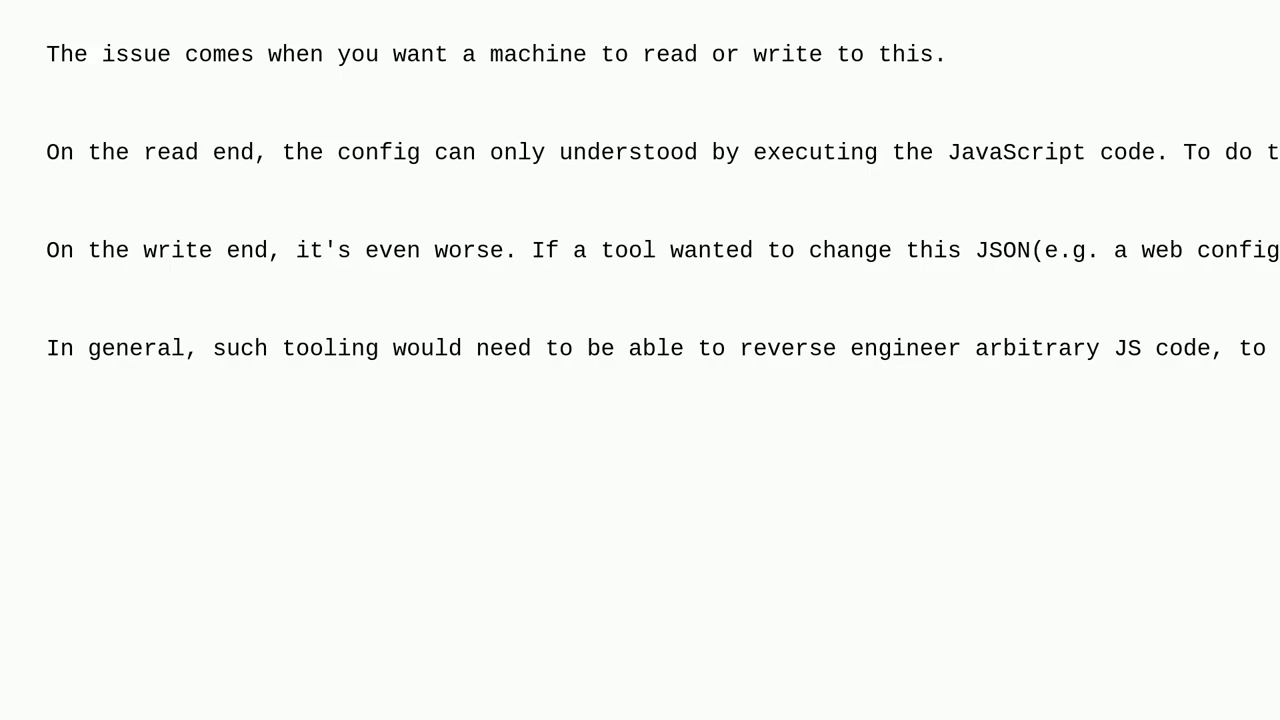 The issue comes when you want a machine to read or write to this.
On the read end, the config can only understood by executing the JavaScript code. To do t
On the write end, it's even worse. If a tool wanted to change this JSON(e.g. a web config
In general, such tooling would need to be able to reverse engineer arbitrary JS code, to